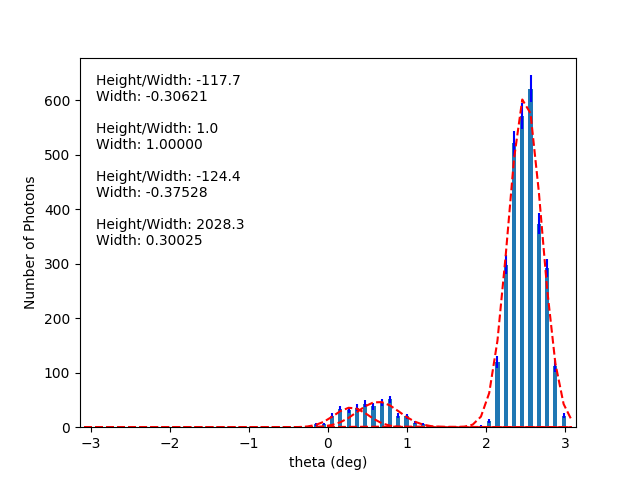 Height/Width: -117.7
Width: -0.30621
Height/Width: 1.0
Width: 1.00000
Height/Width: -124.4
Width: -0.37528
Height/Width: 2028.3
Width: 0.30025
Number of Photons
600
500
400
300
200
100
0
−3
−2
−1
0
1
2
3
theta (deg)